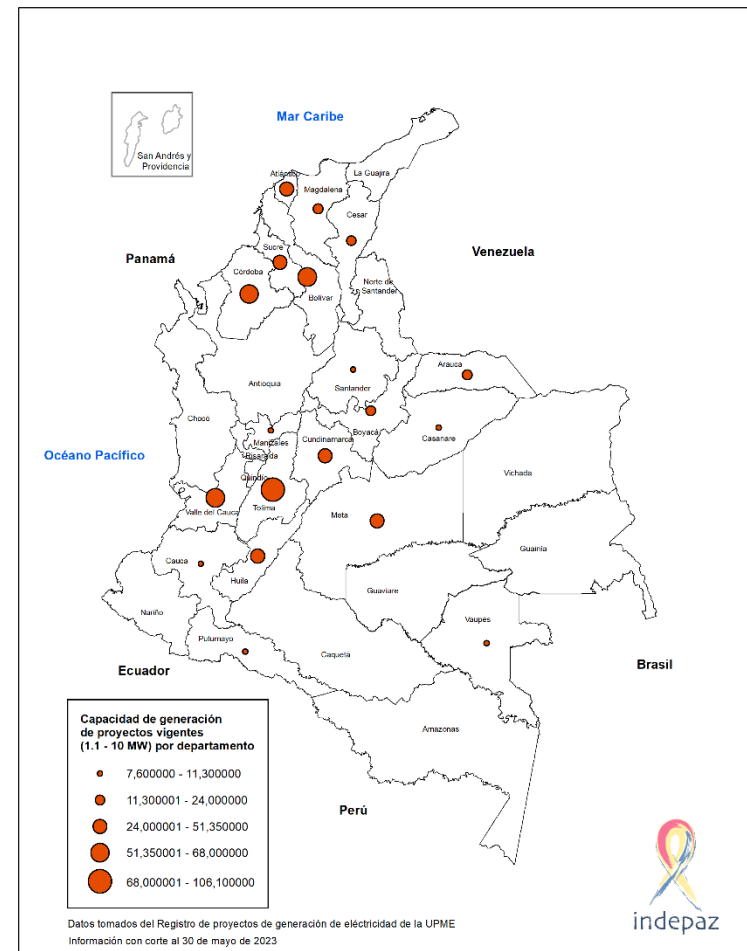 Mar Caribe
San Andrés y
Providencia
La Guajira
Atlántico
Magdalena
Cesar
Panamá
Venezuela
Sucre
Córdoba
Norte de
Santander
Bolívar
Arauca
Antioquia
Santander
Chocó
Boyacá
Casanare
Manizales
Cundinamarca
Risaralda
Océano Pacífico
Vichada
Quindío
Tolima
Valle del Cauca
Meta
Guainía
Cauca
Huila
Guaviare
Nariño
Vaupés
Putumayo
Caquetá
Ecuador
Brasil
Amazonas
Perú
Capacidad de generación
de proyectos vigentes
(1.1 - 10 MW) por departamento
7,600000 - 11,300000
11,300001 - 24,000000
24,000001 - 51,350000
51,350001 - 68,000000
68,000001 - 106,100000
indepaz
Datos tomados del Registro de proyectos de generación de eléctricidad de la UPME
Información con corte al 30 de mayo de 2023